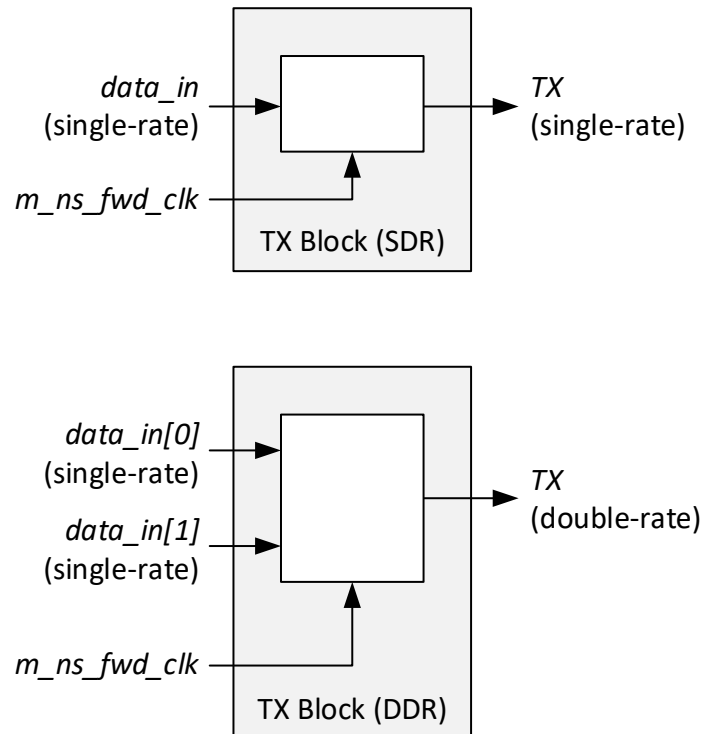 data_in
(single-rate)
TX
(single-rate)
m_ns_fwd_clk
TX Block (SDR)
data_in[0]
(single-rate)
TX
(double-rate)
data_in[1]
(single-rate)
m_ns_fwd_clk
TX Block (DDR)